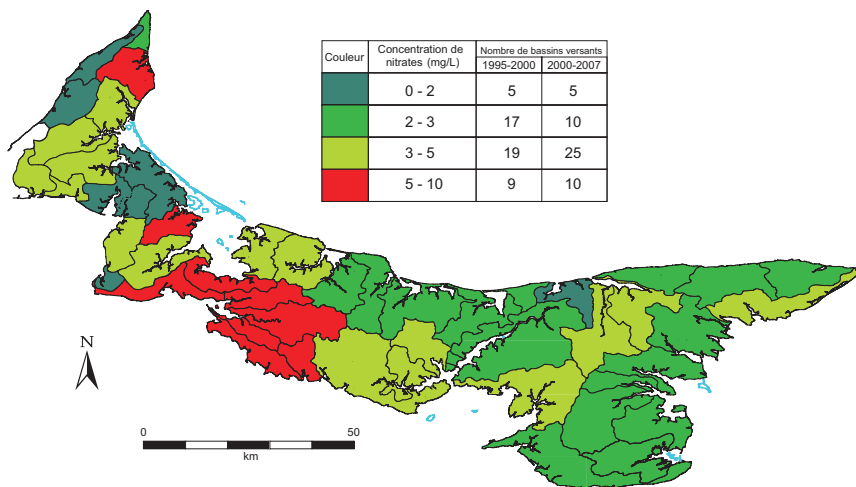 Couleur
Concentration de
nitrates (mg/L)
Nombre de bassins versants
1995-2000
2000-2007
0 - 2
5
5
2 - 3
17
10
3 - 5
19
25
5 - 10
9
10
N
0
50
km